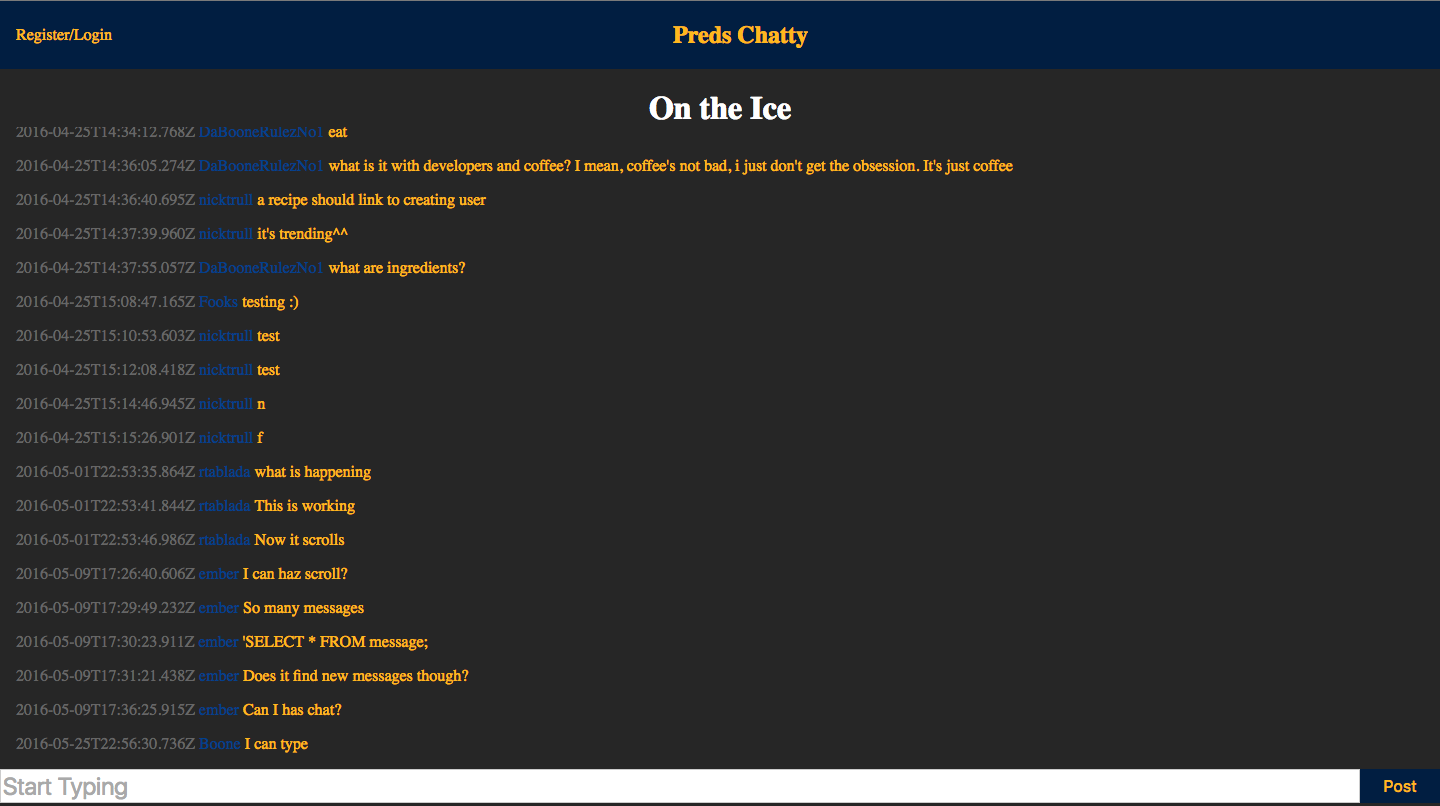 Register/Login
Preds Chatty
On the Ice
2016-04-25T14:34:12.768Z DaBooneRulezNo1 eat
2016-04-25T14:36:05.274Z DaBooneRulezNo1 what is it with developers and coffee? I mean, coffee's not bad, i just don't get the obsession. It's just coffee
2016-04-25T14:36:40.695Z nicktrull a recipe should link to creating user
2016-04-25T14:37:39.960Z nicktrull it's trending^^
2016-04-25T14:37:55.057Z DaBooneRulezNo1 what are ingredients?
2016-04-25T15:08:47.165Z Fooks testing :)
2016-04-25T15:10:53.603Z nicktrull test
2016-04-25T15:12:08.418Z nicktrull test
2016-04-25T15:14:46.945Z nicktrull n
2016-04-25T15:15:26.901Z nicktrull f
2016-05-01T22:53:35.864Z rtablada what is happening
2016-05-01T22:53:41.844Z rtablada This is working
2016-05-01T22:53:46.986Z rtablada Now it scrolls
2016-05-09T17:26:40.606Z ember I can haz scroll?
2016-05-09T17:29:49.232Z ember So many messages
2016-05-09T17:30:23.911Z ember 'SELECT * FROM message;
2016-05-09T17:31:21.438Z ember Does it find new messages though?
2016-05-09T17:36:25.915Z ember Can I has chat?
2016-05-25T22:56:30.736Z Boone I can type
Start Typing
Post